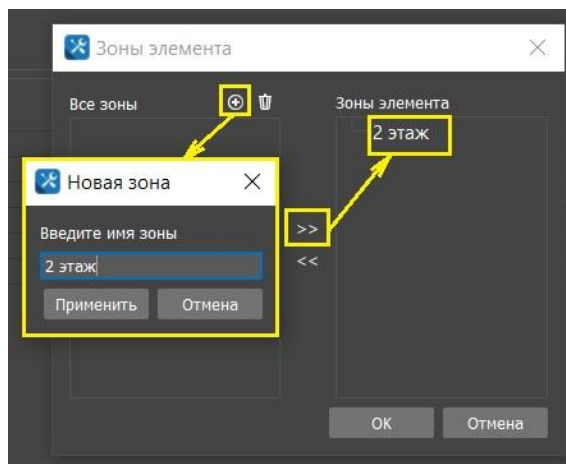 Зоны элемента
Все зоны
Зоны элемента
2 этаж
Новая зона
Введите имя зоны
2 этаж
Применить Отмена
>>
<<
OK Отмена